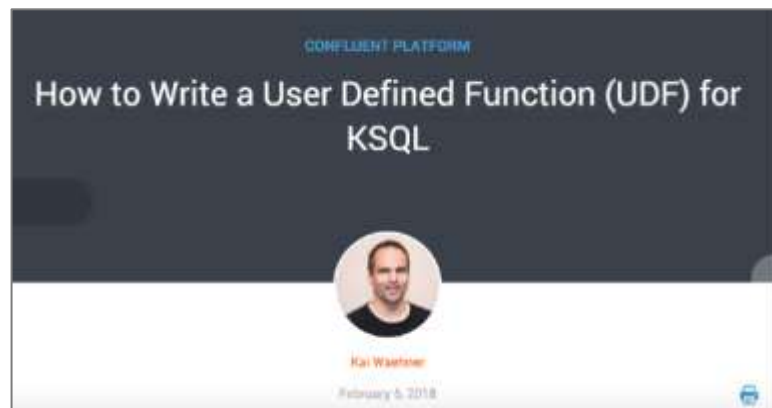 CONFLUENT PLATFORM
How to Write a User Defined Function (UDF) for
KSQL
Kai Waehner
February 6, 2018